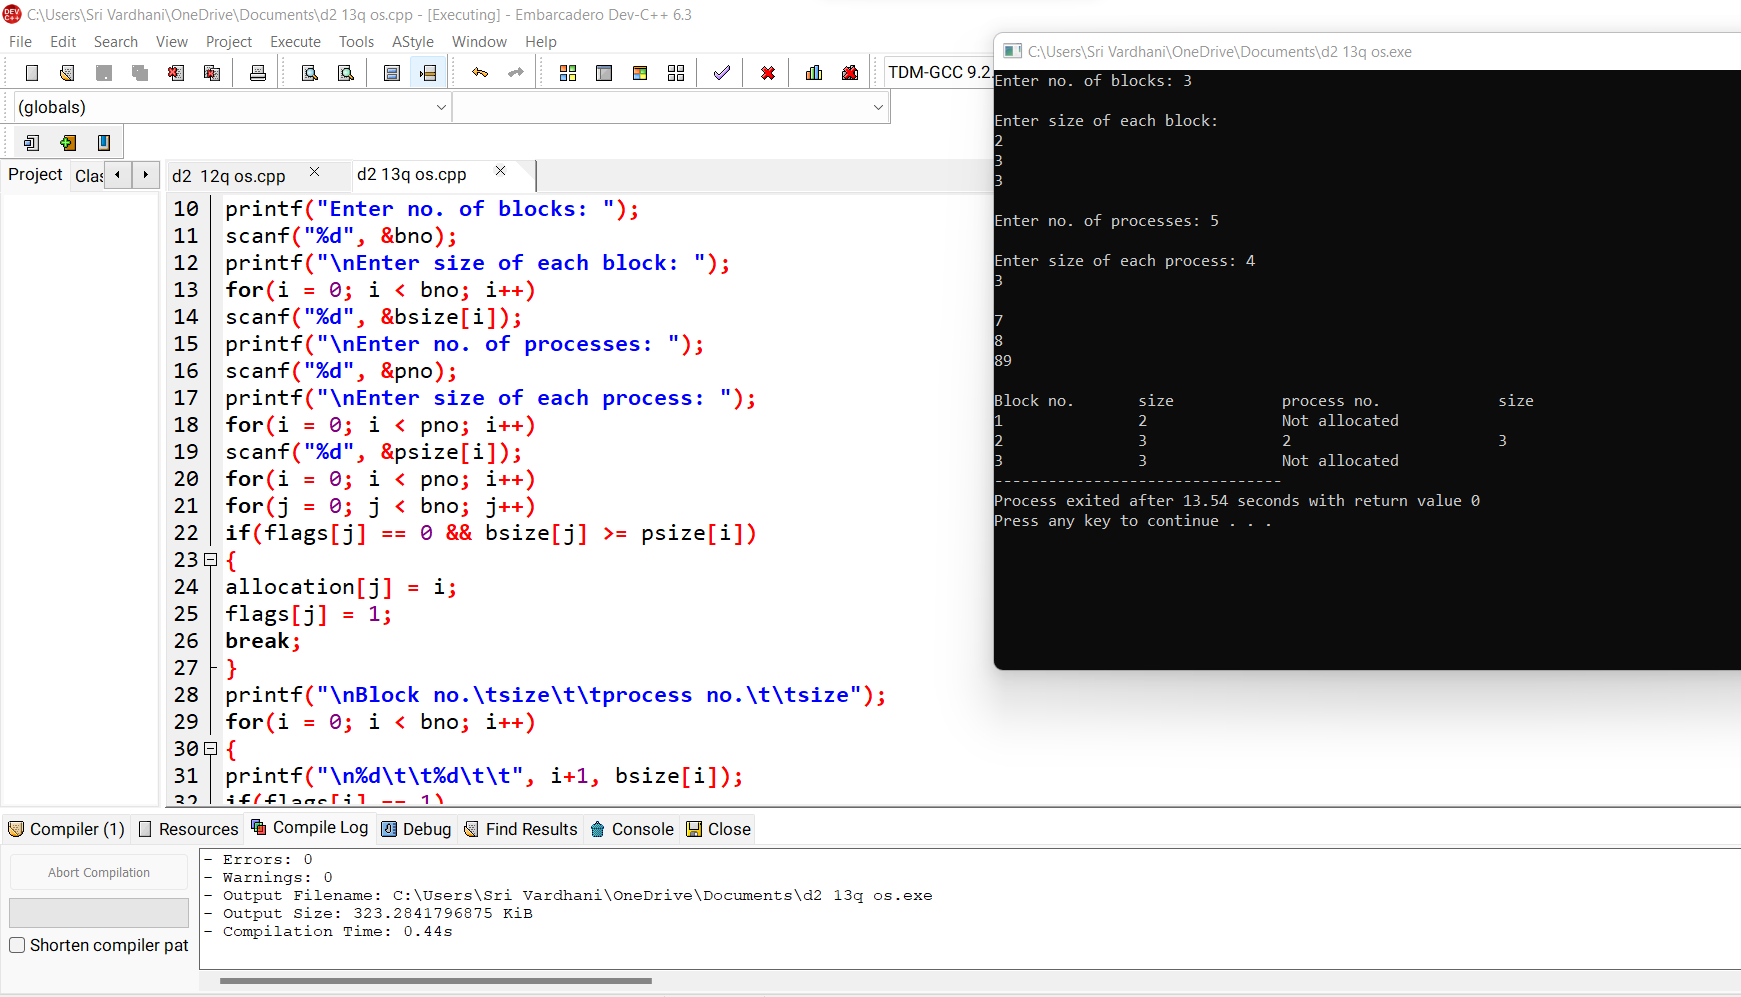 C:\Users\Sri Vardhani\OneDrive\Documents\d2 13q os.cpp - [Executing] - Embarcadero Dev-C++ 6.3
File Edit Search View Project Execute Tools AStyle Window Help
TDM-GCC 9.2.
(globals)
Project Clas
d2  12q os.cpp
d2 13q os.cpp
10 printf("Enter no. of blocks: ");
11 scanf("%d", &bno);
12 printf("\nEnter size of each block: ");
13 for(i = 0; i < bno; i++)
14 scanf("%d", &bsize[i]);
15 printf("\nEnter no. of processes: ");
16 scanf("%d", &pno);
17 printf("\nEnter size of each process: ");
18 for(i = 0; i < pno; i++)
19 scanf("%d", &psize[i]);
20 for(i = 0; i < pno; i++)
21 for(j = 0; j < bno; j++)
22 if(flags[j] == 0 && bsize[j] >= psize[i])
23 {
24 allocation[j] = i;
25 flags[j] = 1;
26 break;
27 }
28 printf("\nBlock no.\tsize\t\tprocess no.\t\tsize");
29 for(i = 0; i < bno; i++)
30 {
31 printf("\n%d\t\t%d\t\t", i+1, bsize[i]);
32 if(flags[i] == 1)
C:\Users\Sri Vardhani\OneDrive\Documents\d2 13q os.exe
Enter no. of blocks: 3
Enter size of each block:
2
3
3
Enter no. of processes: 5
Enter size of each process: 4
3
7
8
89
Block no. size process no. size
1 2 Not allocated
2 3 2 3
3 3 Not allocated
--------------------------------
Process exited after 13.54 seconds with return value 0
Press any key to continue . . .
Compiler (1) Resources Compile Log Debug Find Results Console Close
Abort Compilation
Shorten compiler pat
- Errors: 0
- Warnings: 0
- Output Filename: C:\Users\Sri Vardhani\OneDrive\Documents\d2 13q os.exe
- Output Size: 323.2841796875 KiB
- Compilation Time: 0.44s